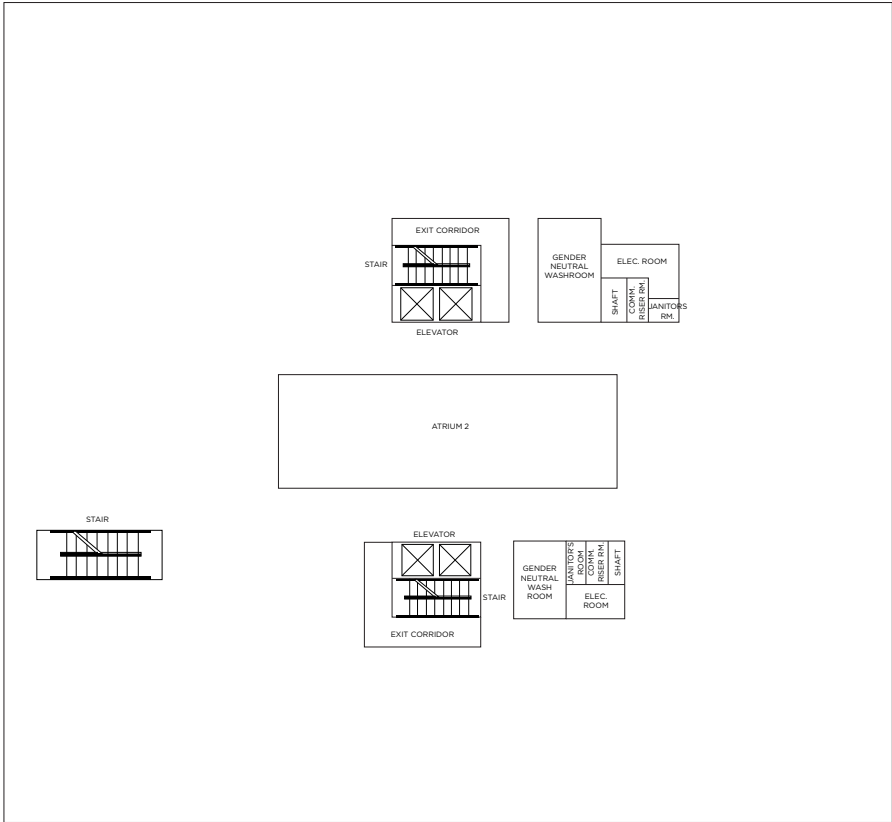 EXIT CORRIDOR
STAIR
ELEVATOR
GENDER
NEUTRAL
WASHROOM
ELEC. ROOM
SHAFT
COMM.
RISER RM.
JANITORS
RM.
ATRIUM 2
STAIR
ELEVATOR
STAIR
EXIT CORRIDOR
GENDER
NEUTRAL
WASH
ROOM
JANITOR'S
ROOM
COMM.
RISER RM.
SHAFT
ELEC.
ROOM